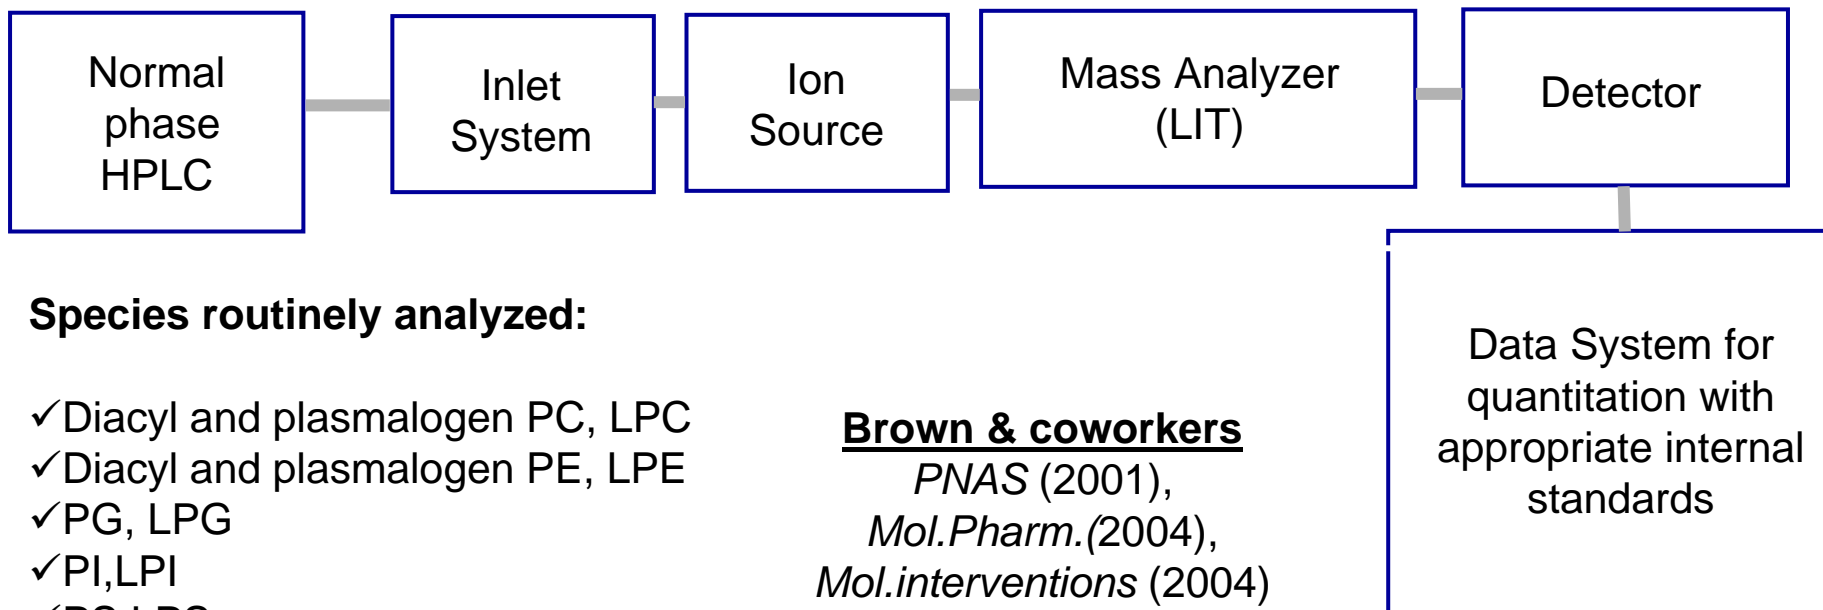 Normal
phase
HPLC
Inlet
System
Ion
Source
Mass Analyzer
(LIT)
Detector
Data System for
quantitation with
appropriate internal
standards
Species routinely analyzed:
✓Diacyl and plasmalogen PC, LPC
✓Diacyl and plasmalogen PE, LPE
✓PG, LPG
✓PI,LPI
Brown & coworkers
PNAS (2001),
Mol.Pharm.(2004),
Mol.interventions (2004)